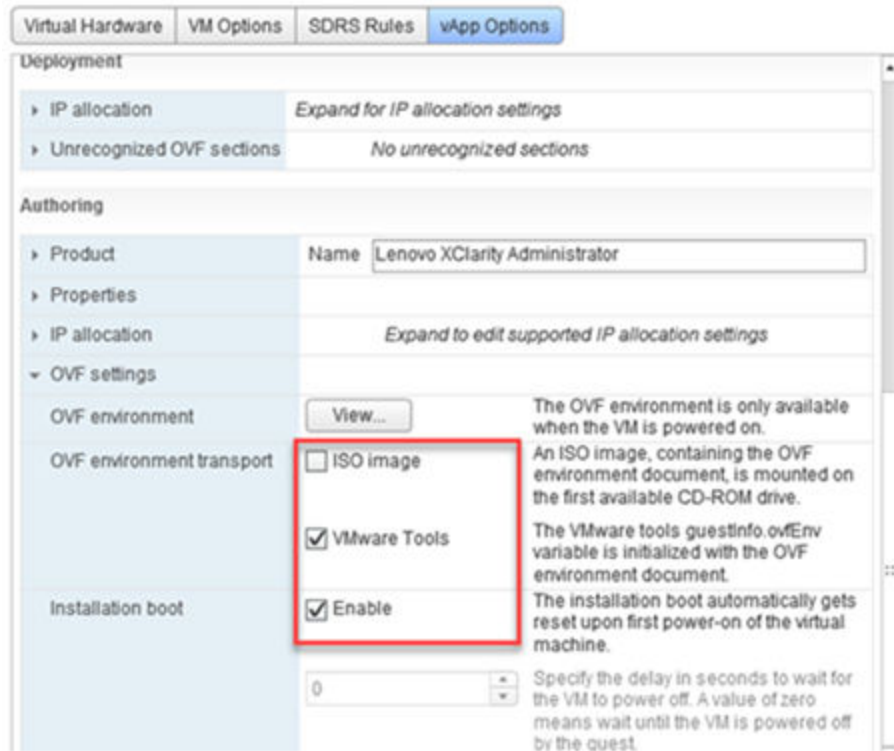 Virtual Hardware VM Options SDRS Rules vApp Options
Deployment
IP allocation Expand for IP allocation settings
Unrecognized OVF sections No unrecognized sections
Authoring
Product Name Lenovo XClarity Administrator
Properties
IP allocation Expand to edit supported IP allocation settings
OVF settings
OVF environment View... The OVF environment is only available
when the VM is powered on.
OVF environment transport ISO image An ISO image, containing the OVF
environment document, is mounted on
the first available CD-ROM drive.
VMware Tools The VMware tools guestInfo.ovfEnv
variable is initialized with the OVF
environment document.
Installation boot Enable The installation boot automatically gets
reset upon first power-on of the virtual
machine.
0 Specify the delay in seconds to wait for
the VM to power off. A value of zero
means wait until the VM is powered off
by the guest.